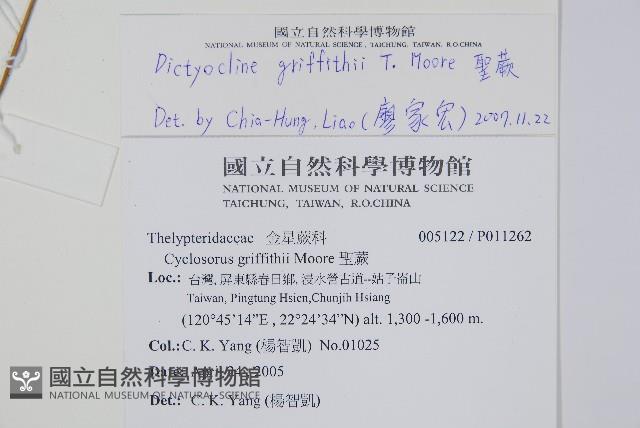 國立自然科學博物館
NATIONAL MUSEUM OF NATURAL SCIENCE, TAICHUNG, TAIWAN, R.O.CHINA
Dictyocline griffithii T. Moore 聖蕨
Det. by Chia-Hung, Liao (廖家宏) 2007.11.22
國立自然科學博物館
NATIONAL MUSEUM OF NATURAL SCIENCE
TAICHUNG, TAIWAN, R.O.CHINA
Thelypteridaceae 金星蕨科 005122 / P011262
Cyclosorus griffithii Moore 聖蕨
Loc.: 台灣, 屏東縣春日鄉, 浸水營古道--姑子崙山
Taiwan, Pingtung Hsien,Chunjih Hsiang
(120°45'14"E , 22°24'34"N) alt. 1,300 -1,600 m.
Col.: C. K. Yang (楊智凱) No.01025
2005
國立自然科學博物館
NATIONAL MUSEUM OF NATURAL SCIENCE
Det.: C. K. Yang (楊智凱)